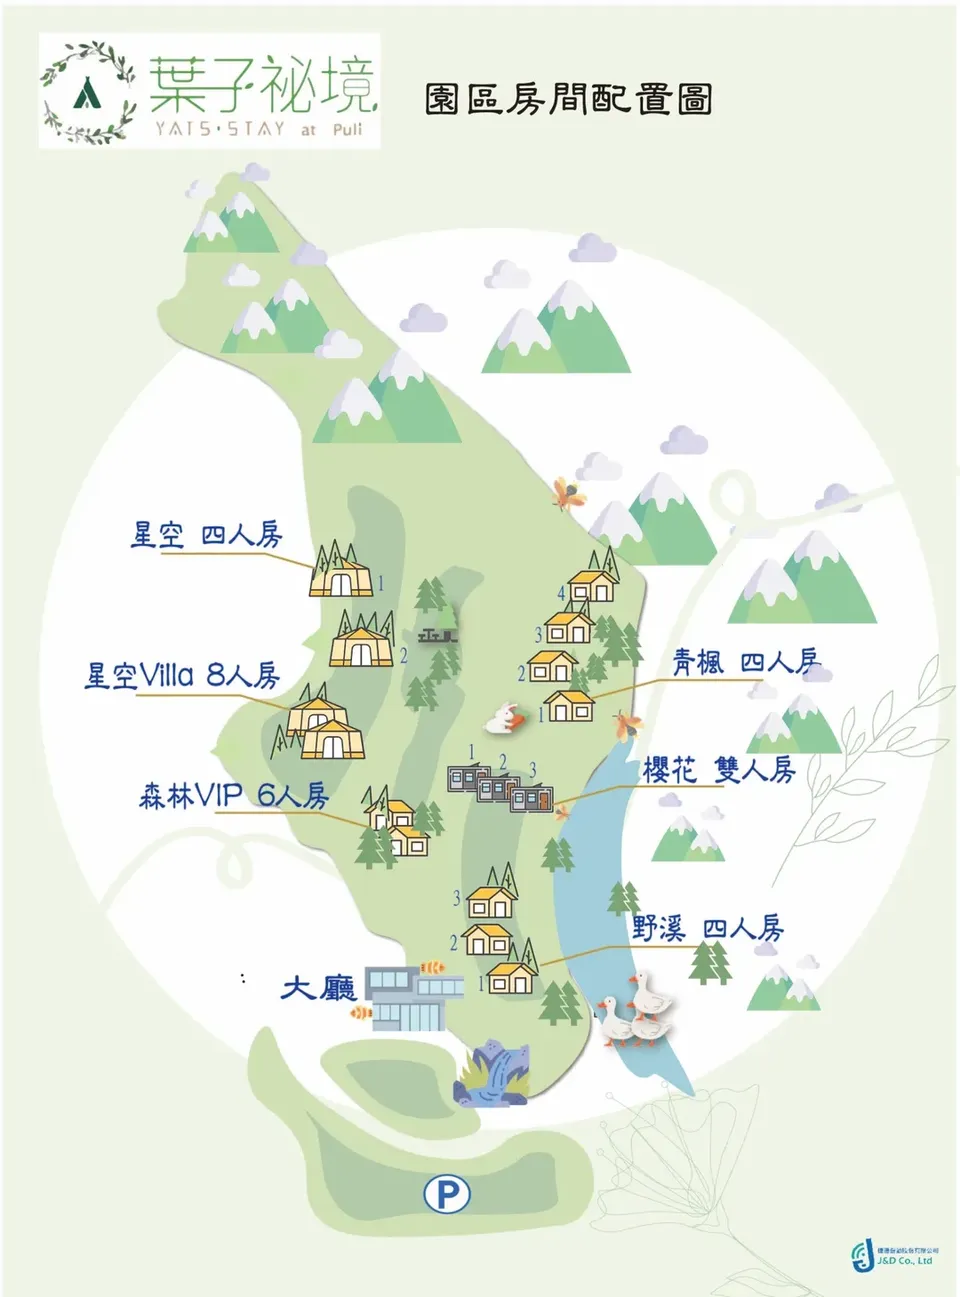 葉子祕境
YATS·STAY at Puli
園區房間配置圖
星空 四人房
1
2
4
3
2
1
青楓 四人房
星空Villa 8人房
1
2
3
櫻花 雙人房
森林VIP 6人房
3
2
1
野溪 四人房
大廳
P
J&D Co., Ltd